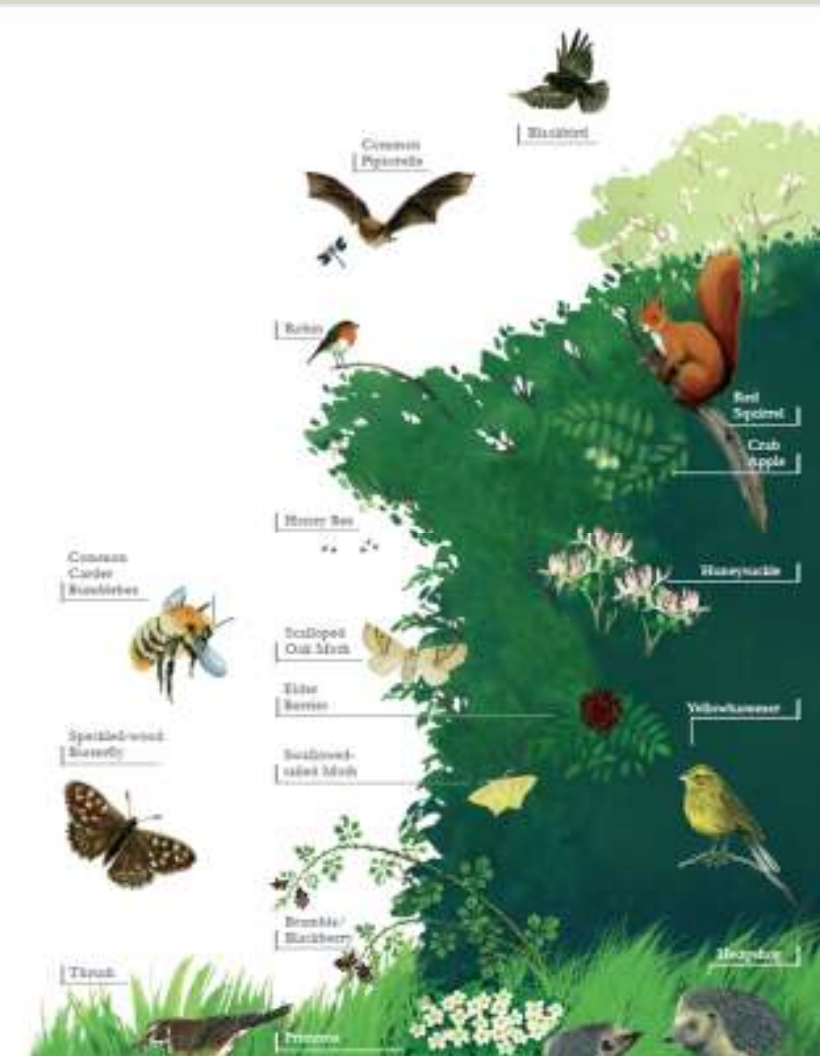 Blackbird
Common
Pipistrelle
Robin
Red
Squirrel
Crab
Apple
Honey Bee
Common
Carder
Bumblebee
Honeysuckle
Scalloped
Oak Moth
Elder
Berries
Yellowhammer
Speckled-wood
Butterfly
Swallowed-
tailed Moth
Bramble/
Blackberry
Hedgehog
Thrush
Primrose